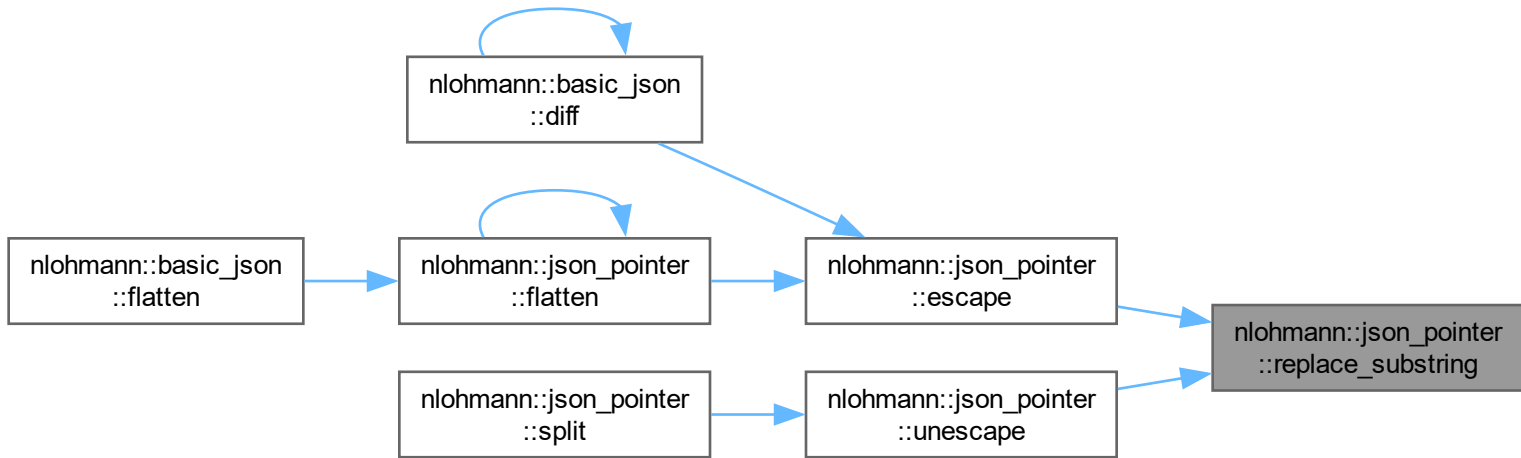 nlohmann::basic_json
::diff
nlohmann::basic_json
::flatten
nlohmann::json_pointer
::flatten
nlohmann::json_pointer
::escape
nlohmann::json_pointer
::replace_substring
nlohmann::json_pointer
::split
nlohmann::json_pointer
::unescape